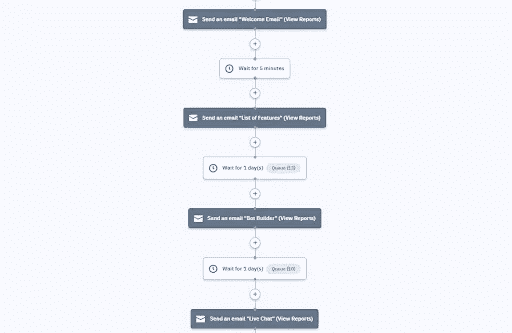 Send an email "Welcome Email" (View Reports)
Wait for 5 minutes
Send an email "List of Features" (View Reports)
Wait for 1 day(s) Queue (13)
Send an email "Bot Builder" (View Reports)
Wait for 1 day(s) Queue (10)
Send an email "Live Chat" (View Reports)